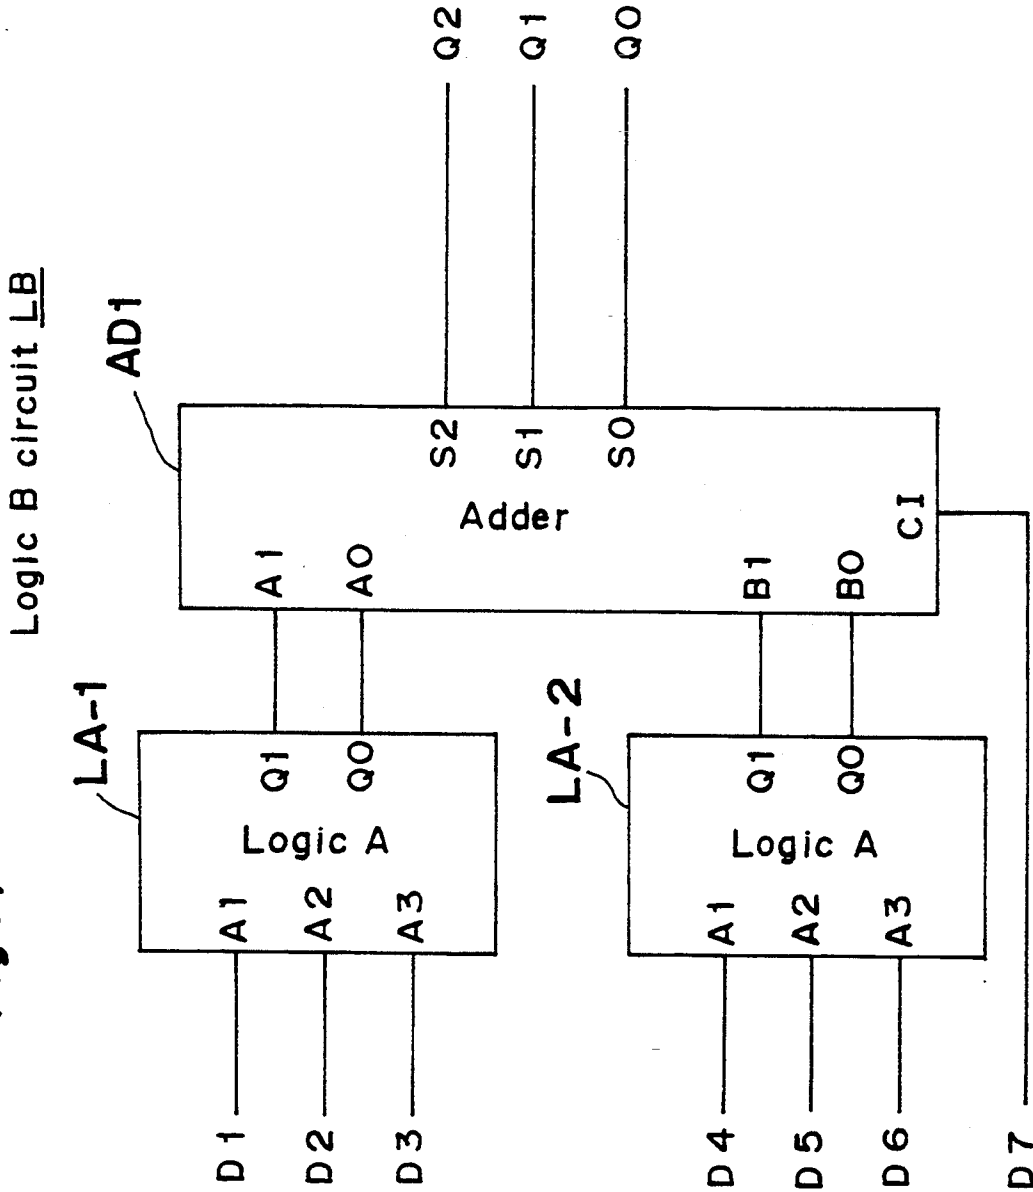 Logic B circuit LB
AD1
LA-1
LA-2
D1
D2
D3
D4
D5
D6
D7
A1
A2
A3
Logic A
Q1
Q0
A1
A2
A3
Logic A
Q1
Q0
A1
A0
B1
B0
CI
Adder
S2
S1
S0
Q2
Q1
Q0